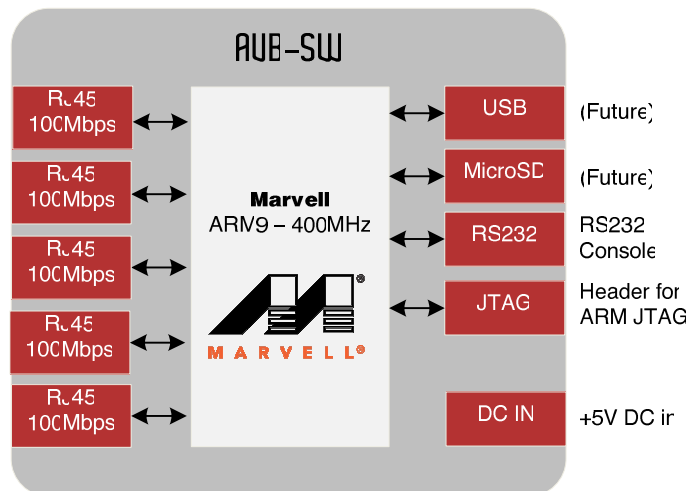 AVB-SW
RJ45
100Mbps
RJ45
100Mbps
RJ45
100Mbps
RJ45
100Mbps
RJ45
100Mbps
Marvell
ARM9 – 400MHz
MARVELL®
USB
(Future)
MicroSD
(Future)
RS232
RS232
Console
JTAG
Header for
ARM JTAG
DC IN
+5V DC in